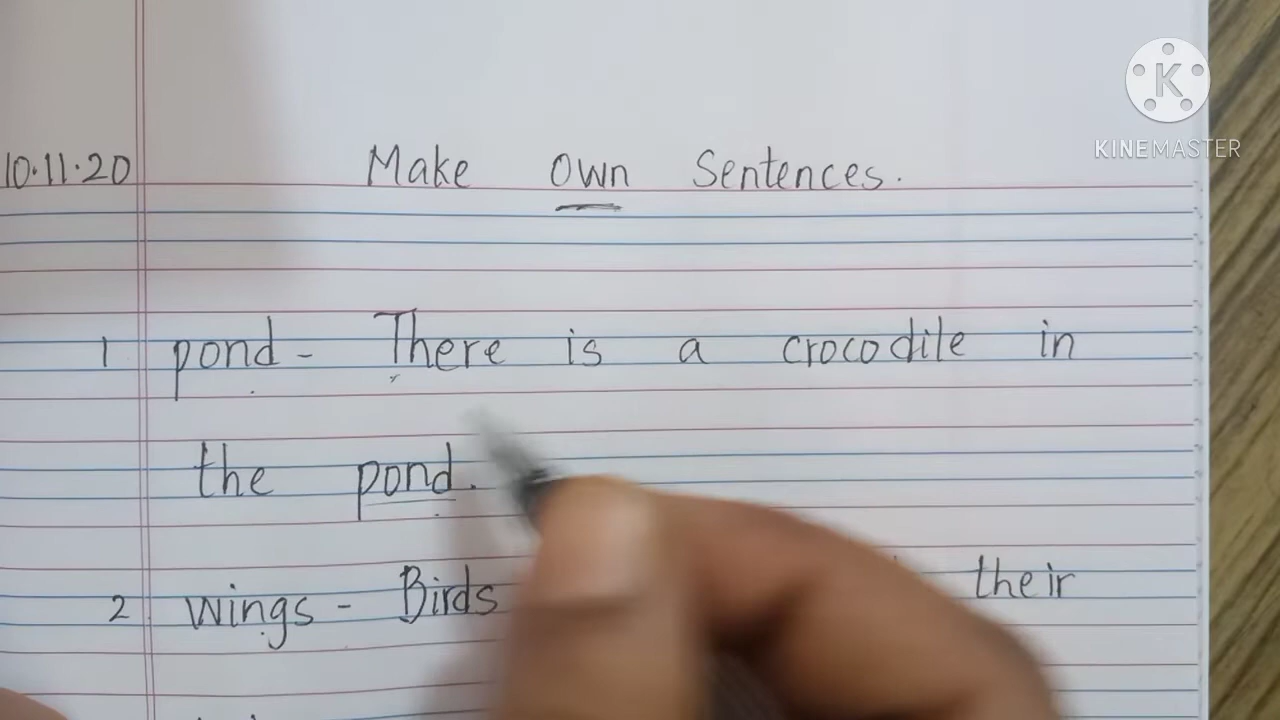 K
KINEMASTER
10.11.20 Make Own Sentences.
1 pond - There is a crocodile in
the pond.
2 wings - Birds their